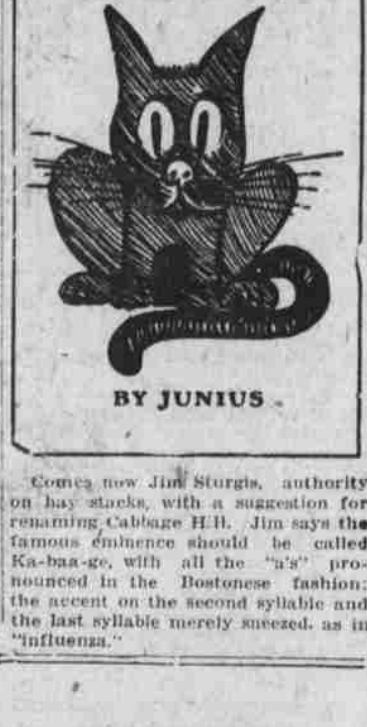 BY JUNIUS
Comes now Jim Sturgis, authority
on hay stacks, with a suggestion for
renaming Cabbage Hill. Jim says the
famous eminence should be called
Ka-baa-ge, with all the "a's" pro-
nounced in the Bostonese fashion;
the accent on the second syllable and
the last syllable merely sneezed, as in
"influenza."